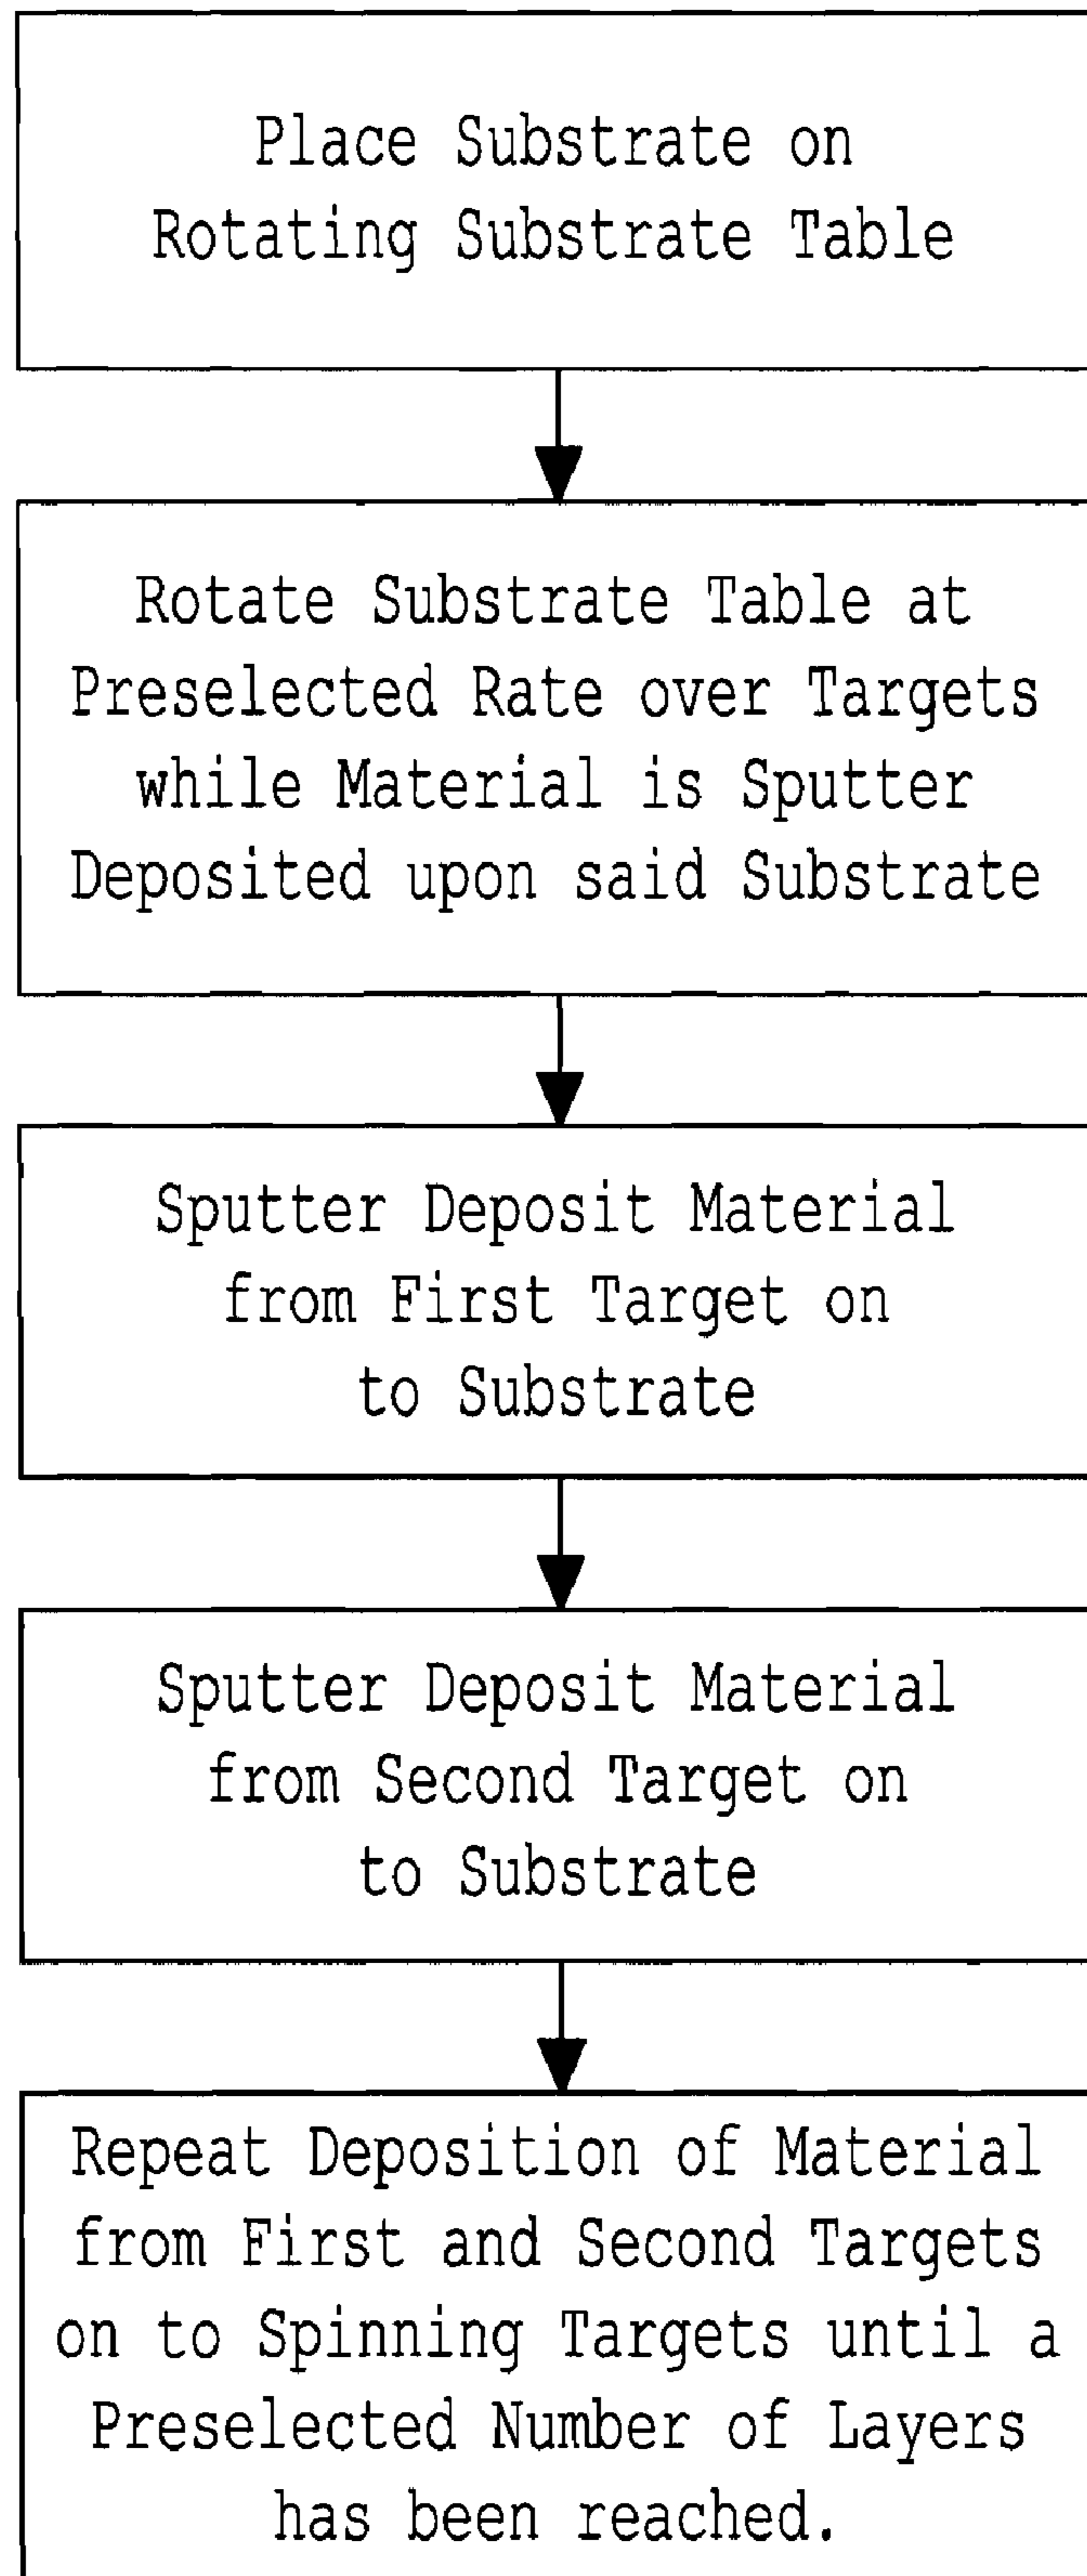 Place Substrate on
Rotating Substrate Table
Rotate Substrate Table at
Preselected Rate over Targets
while Material is Sputter
Deposited upon said Substrate
Sputter Deposit Material
from First Target on
to Substrate
Sputter Deposit Material
from Second Target on
to Substrate
Repeat Deposition of Material
from First and Second Targets
on to Spinning Targets until a
Preselected Number of Layers
has been reached.